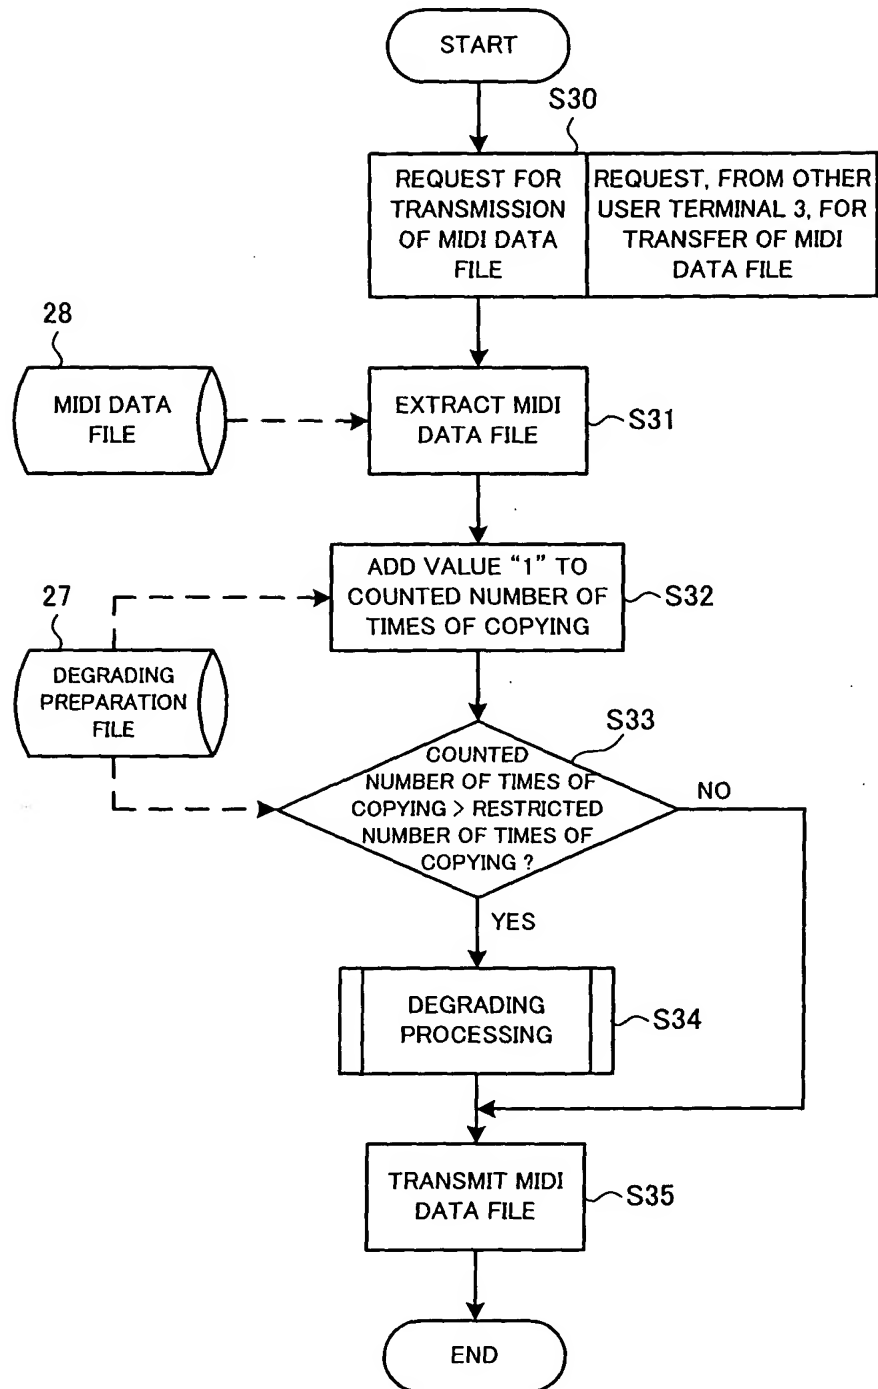 START
S30
REQUEST FOR
TRANSMISSION
OF MIDI DATA
FILE
REQUEST, FROM OTHER
USER TERMINAL 3, FOR
TRANSFER OF MIDI
DATA FILE
28
MIDI DATA
FILE
EXTRACT MIDI
DATA FILE
S31
27
DEGRADING
PREPARATION
FILE
ADD VALUE “1” TO
COUNTED NUMBER OF
TIMES OF COPYING
S32
S33
COUNTED
NUMBER OF TIMES OF
COPYING > RESTRICTED
NUMBER OF TIMES OF
COPYING ?
NO
YES
DEGRADING
PROCESSING
S34
TRANSMIT MIDI
DATA FILE
S35
END